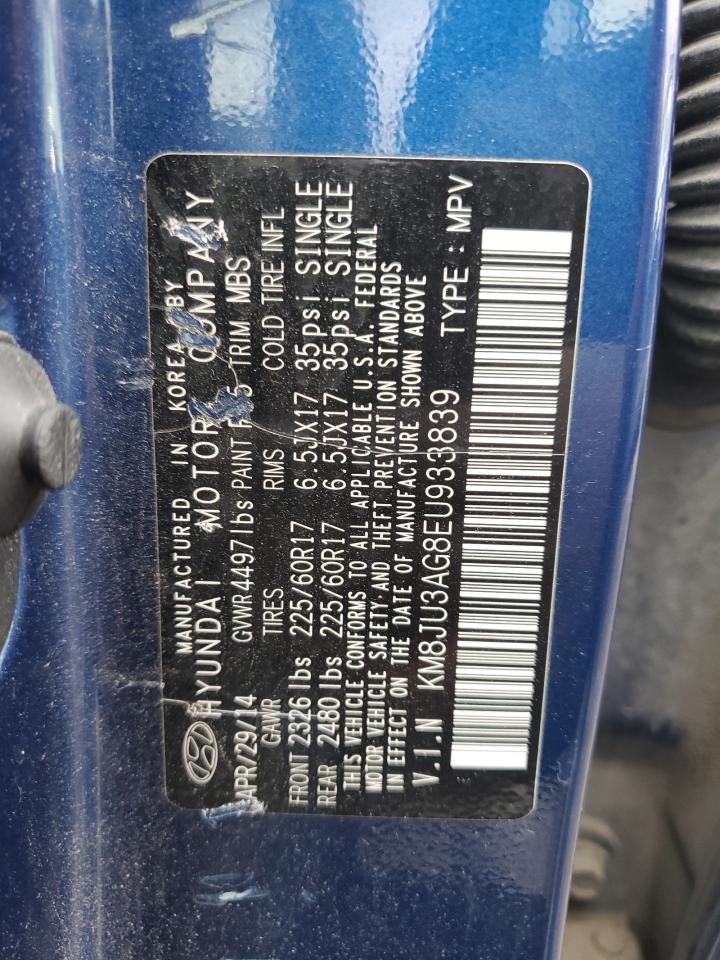 MANUFACTURED IN KOREA BY
HYUNDAI MOTOR COMPANY
APR/29/14 GVWR 4497 lbs PAINT TRIM MBS
GAWR TIRES RMS COLD TIRE INFL
FRONT 2326 lbs 225/60R17 6.5JX17 35psi SINGLE
REAR 2480 lbs 225/60R17 6.5JX17 35psi SINGLE
THIS VEHICLE CONFORMS TO ALL APPLICABLE U.S.A. FEDERAL
MOTOR VEHICLE SAFETY AND THEFT PREVENTION STANDARDS
IN EFFECT ON THE DATE OF MANUFACTURE SHOWN ABOVE
V.I.N KM8JU3AG8EU933839 TYPE : MPV